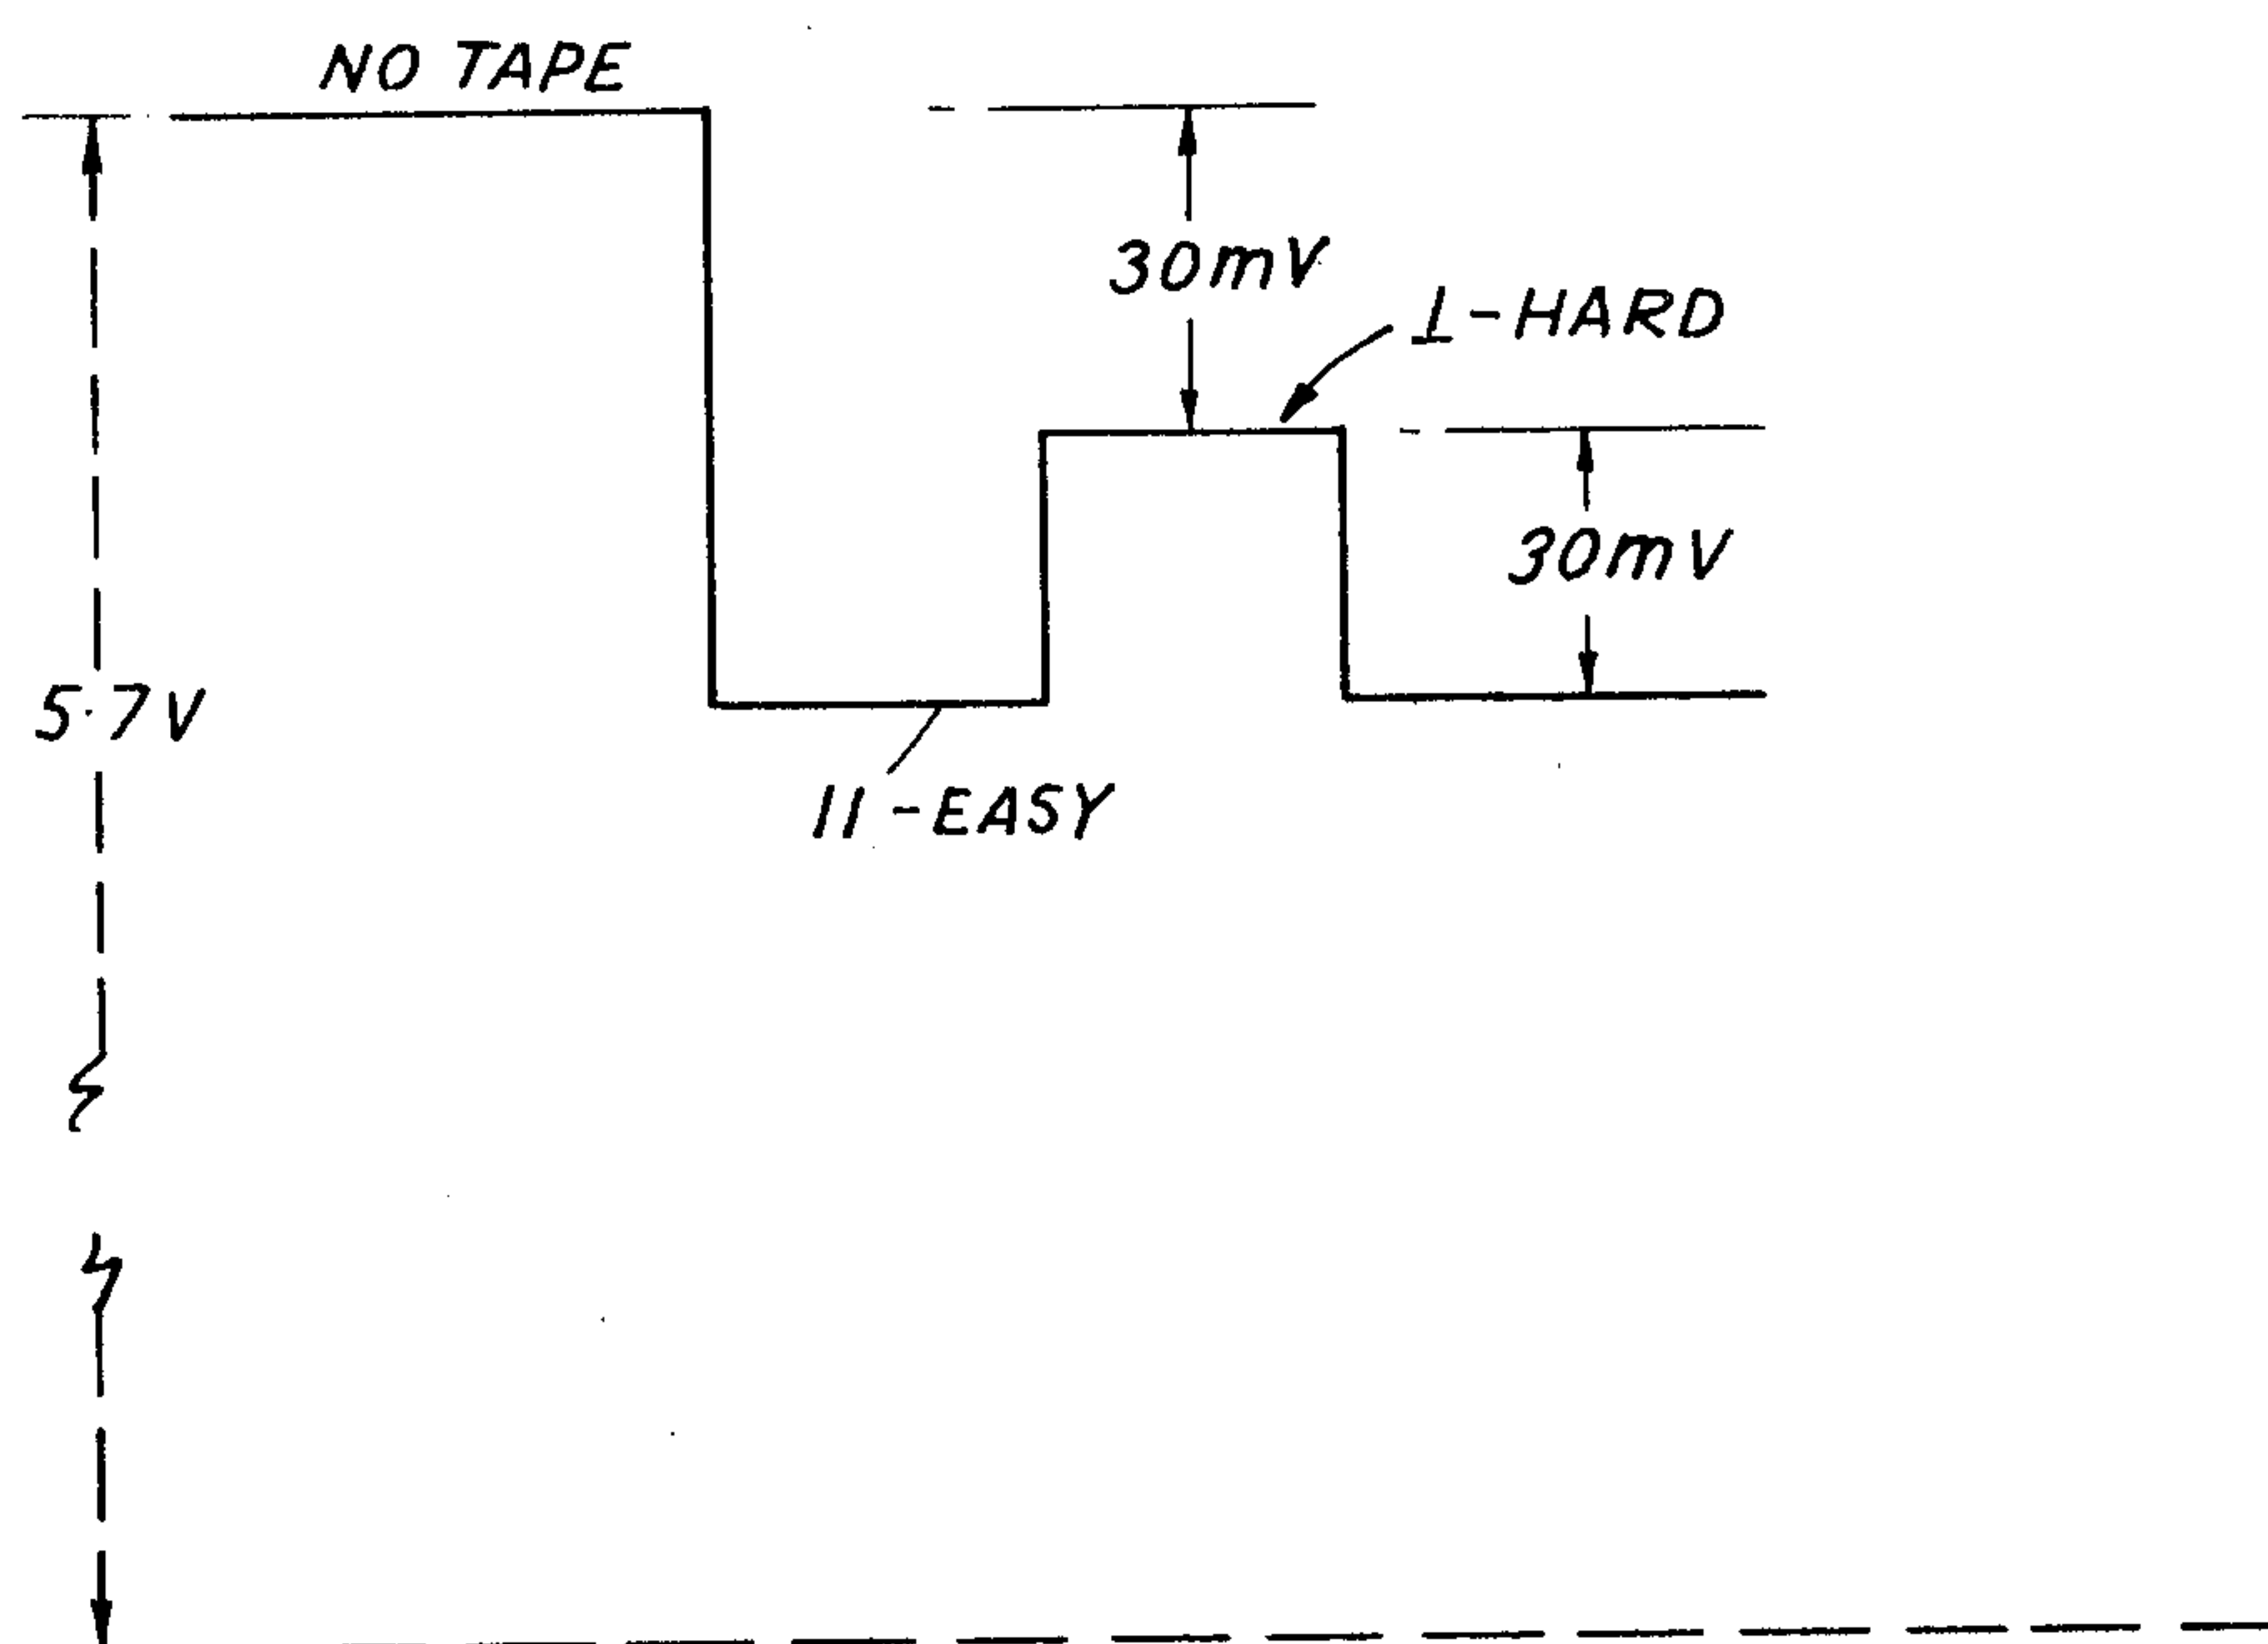 NO TAPE
30mV
⊥-HARD
30mV
5.7V
II-EASY